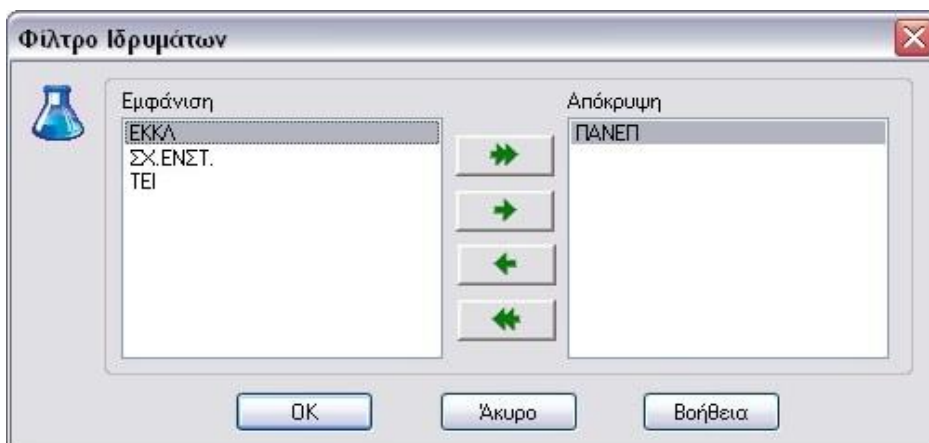 Φίλτρο Ιδρυμάτων
Εμφάνιση
ΕΚΚΛ
ΣΧ.ΕΝΣΤ.
ΤΕΙ
Απόκρυψη
ΠΑΝΕΠ
OK
Άκυρο
Βοήθεια